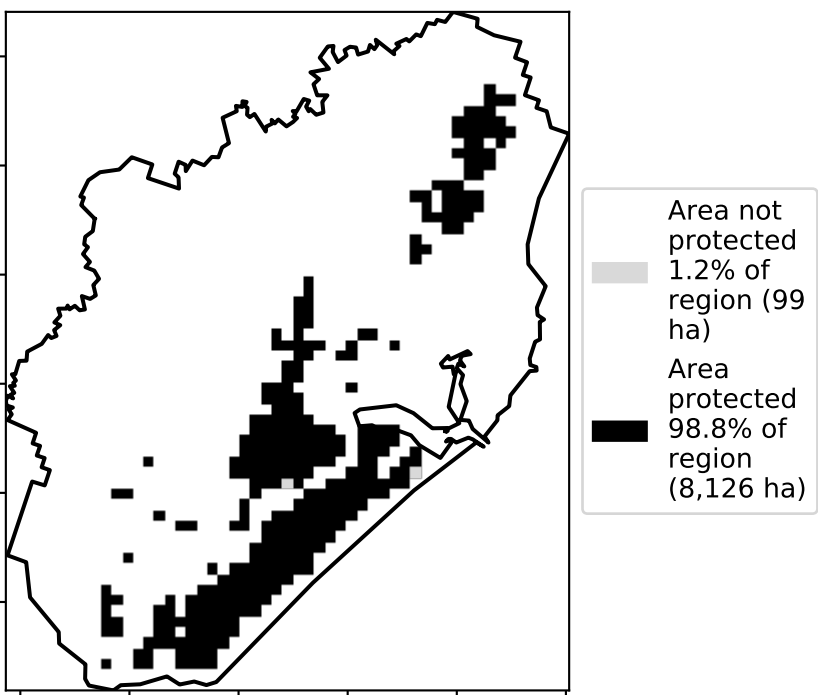 Area not
protected
1.2% of
region (99
ha)
Area
protected
98.8% of
region
(8,126 ha)